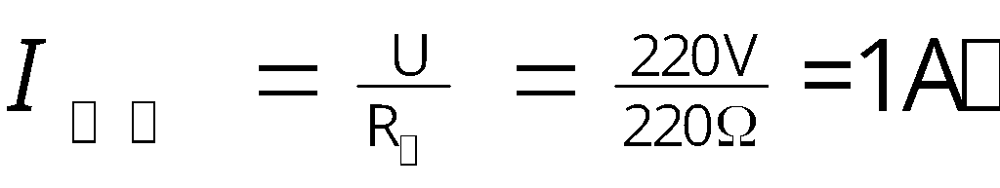 I = U/R = 220V/220Ω =1A